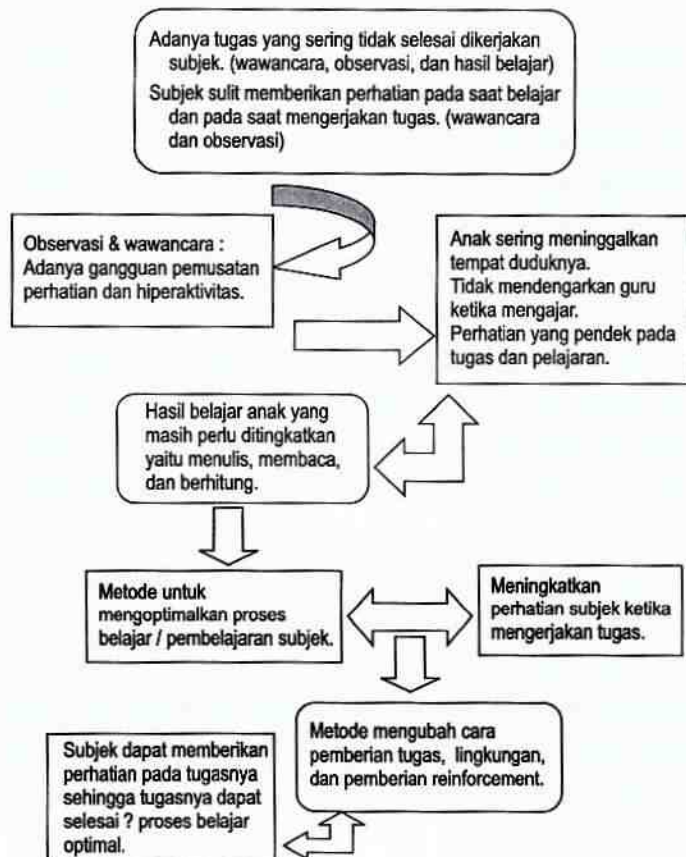 Adanya tugas yang sering tidak selesai dikerjakan
subjek. (wawancara, observasi, dan hasil belajar)
Subjek sulit memberikan perhatian pada saat belajar
dan pada saat mengerjakan tugas. (wawancara
dan observasi)
Observasi & wawancara :
Adanya gangguan pemusatan
perhatian dan hiperaktivitas.
Anak sering meninggalkan
tempat duduknya.
Tidak mendengarkan guru
ketika mengajar.
Perhatian yang pendek pada
tugas dan pelajaran.
Hasil belajar anak yang
masih perlu ditingkatkan
yaitu menulis, membaca,
dan berhitung.
Metode untuk
mengoptimalkan proses
belajar / pembelajaran subjek.
Meningkatkan
perhatian subjek ketika
mengerjakan tugas.
Metode mengubah cara
pemberian tugas, lingkungan,
dan pemberian reinforcement.
Subjek dapat memberikan
perhatian pada tugasnya
sehingga tugasnya dapat
selesai ? proses belajar
optimal.